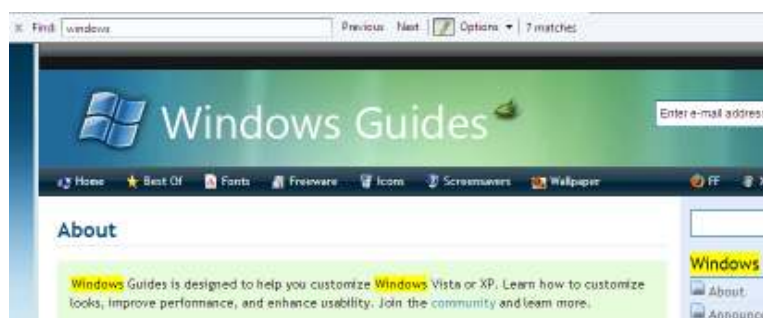 x Find: windows Previous Next Options 7 matches
Windows Guides
Enter e-mail address
Home Best Of Fonts Freeware Icons Screensavers Wallpaper FF X
About
Windows Guides is designed to help you customize Windows Vista or XP. Learn how to customize
looks, improve performance, and enhance usability. Join the community and learn more.
Windows
About
Announc